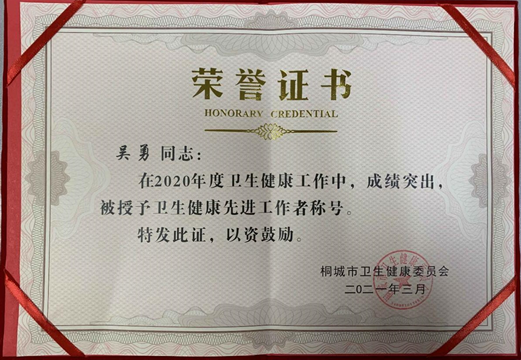 荣誉证书
HONORARY CREDENTIAL
吴勇 同志：
在2020年度卫生健康工作中，成绩突出，
被授予卫生健康先进工作者称号。
特发此证，以资鼓励。
桐城市卫生健康委员会
二〇二一年三月